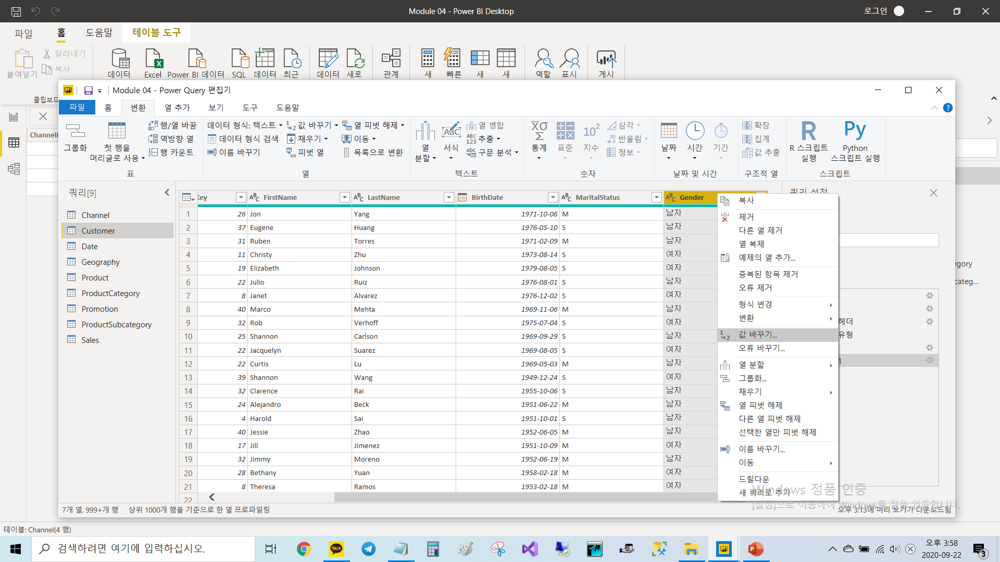 Module 04 - Power BI Desktop
로그인
파일 홈 도움말 테이블 도구
붙여넣기
잘라내기
복사
클립보드
데이터 Excel Power BI 데이터 SQL 데이터 최근 데이터 새로 관계 새 빠른 새 새 역할 표시 게시
Module 04 - Power Query 편집기
파일 홈 변환 열 추가 보기 도구 도움말
그룹화
첫 행을
머리글로 사용
행/열 바꿈
역방향 열
행 카운트
표
데이터 형식: 텍스트
데이터 형식 검색
이름 바꾸기
값 바꾸기
채우기
피벗 열
열 피벗 해제
이동
목록으로 변환
열
열
분할
서식
열 병합
추출
구문 분석
텍스트
통계
표준
지수
삼각
반올림
정보
숫자
날짜
시간
기간
날짜 및 시간
확장
집계
값 추출
구조적 열
R 스크립트
실행
Python
스크립트 실행
스크립트
쿼리[9]
Channel
Customer
Date
Geography
Product
ProductCategory
Promotion
ProductSubcategory
Sales
FirstName LastName BirthDate MaritalStatus Gender
1 26 Jon Yang 1971-10-06 M 남자
2 37 Eugene Huang 1976-05-10 S 남자
3 31 Ruben Torres 1971-02-09 M 남자
4 11 Christy Zhu 1973-08-14 S 여자
5 19 Elizabeth Johnson 1979-08-05 S 여자
6 22 Julio Ruiz 1976-08-01 S 남자
7 8 Janet Alvarez 1976-12-02 S 여자
8 40 Marco Mehta 1969-11-06 M 남자
9 32 Rob Verhoff 1975-07-04 S 여자
10 25 Shannon Carlson 1969-09-29 S 남자
11 22 Jacquelyn Suarez 1969-08-05 S 여자
12 22 Curtis Lu 1969-05-03 M 남자
13 39 Shannon Wang 1949-12-24 S 여자
14 32 Clarence Rai 1955-10-06 S 남자
15 24 Alejandro Beck 1951-06-22 M 남자
16 4 Harold Sai 1951-10-01 S 남자
17 40 Jessie Zhao 1952-06-05 M 남자
18 17 Jill Jimenez 1951-10-09 M 여자
19 32 Jimmy Moreno 1952-06-19 M 남자
20 28 Bethany Yuan 1958-02-18 M 여자
21 8 Theresa Ramos 1953-02-18 M 여자
22
복사
제거
다른 열 제거
열 복제
예제의 열 추가...
중복된 항목 제거
오류 제거
형식 변경
변환
값 바꾸기...
오류 바꾸기...
열 분할
그룹화...
채우기
열 피벗 해제
다른 열 피벗 해제
선택한 열만 피벗 해제
이름 바꾸기...
이동
드릴다운
새 쿼리로 추가
헤더
유형
Windows 정품 인증
[설정]으로 이동하여 Windows를 정품 인증합니다.
7개 열, 999+개 행 상위 1000개 행을 기준으로 한 열 프로파일링
오후 3:13에 미리 보기가 다운로드됨
테이블: Channel(4 행)
검색하려면 여기에 입력하십시오.
TALK
오후 3:58
2020-09-22
3